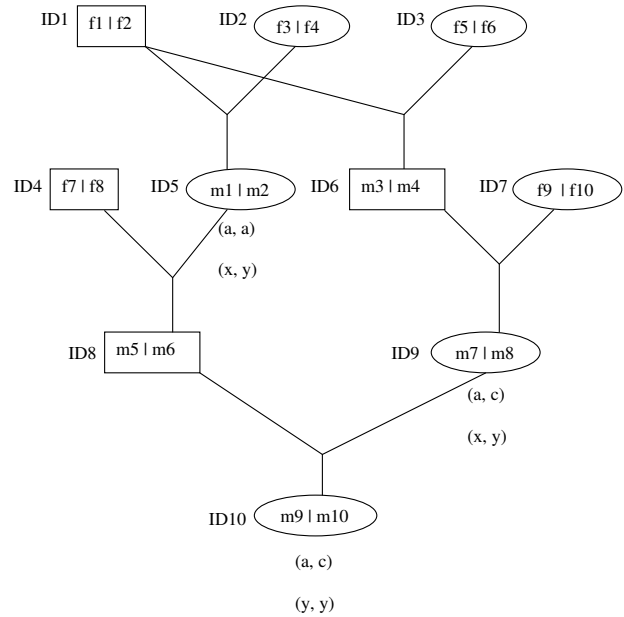 ID1 f1 | f2 ID2 f3 | f4 ID3 f5 | f6
ID4 f7 | f8 ID5 m1 | m2 ID6 m3 | m4 ID7 f9 | f10
(a, a)
(x, y)
ID8 m5 | m6 ID9 m7 | m8
(a, c)
(x, y)
ID10 m9 | m10
(a, c)
(y, y)